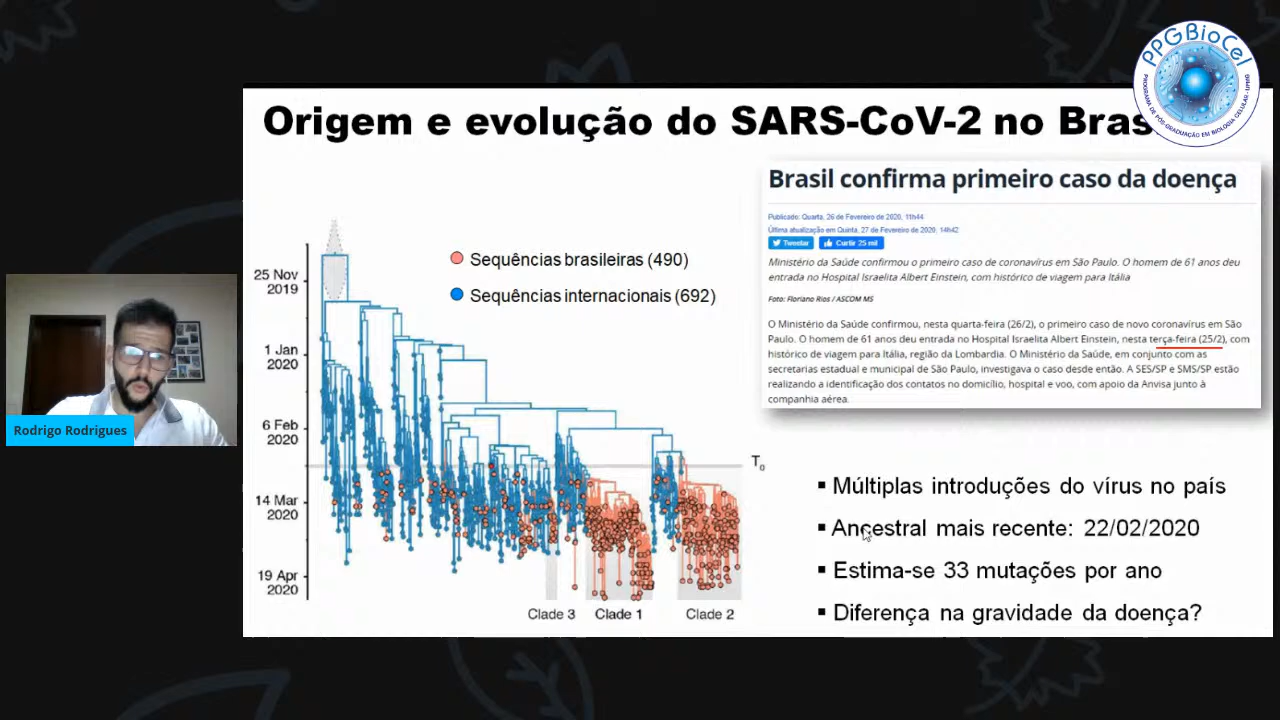 PPGBioCel
PROGRAMA DE PÓS-GRADUAÇÃO EM BIOLOGIA CELULAR - UFMG
Origem e evolução do SARS-CoV-2 no Bras
Brasil confirma primeiro caso da doença
Publicado: Quarta, 26 de Fevereiro de 2020, 11h44
Última atualização em Quinta, 27 de Fevereiro de 2020, 14h42
Tweetar
Curtir 25 mil
Ministério da Saúde confirmou o primeiro caso de coronavírus em São Paulo. O homem de 61 anos deu
entrada no Hospital Israelita Albert Einstein, com histórico de viagem para Itália
Foto: Floriano Rios / ASCOM MS
O Ministério da Saúde confirmou, nesta quarta-feira (26/2), o primeiro caso de novo coronavírus em São
Paulo. O homem de 61 anos deu entrada no Hospital Israelita Albert Einstein, nesta terça-feira (25/2), com
histórico de viagem para Itália, região da Lombardia. O Ministério da Saúde, em conjunto com as
secretarias estadual e municipal de São Paulo, investigava o caso desde então. A SES/SP e SMS/SP estão
realizando a identificação dos contatos no domicílio, hospital e voo, com apoio da Anvisa junto à
companhia aérea.
Sequências brasileiras (490)
Sequências internacionais (692)
25 Nov
2019
1 Jan
2020
6 Feb
2020
14 Mar
2020
19 Apr
2020
T0
Clade 3
Clade 1
Clade 2
▪ Múltiplas introduções do vírus no país
▪ Ancestral mais recente: 22/02/2020
▪ Estima-se 33 mutações por ano
▪ Diferença na gravidade da doença?
Rodrigo Rodrigues